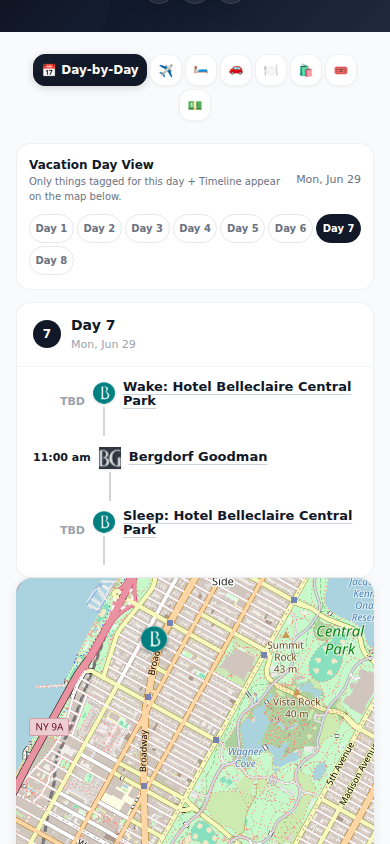 📅 Day-by-Day
Vacation Day View
Mon, Jun 29
Only things tagged for this day + Timeline appear
on the map below.
Day 1
Day 2
Day 3
Day 4
Day 5
Day 6
Day 7
Day 8
7
Day 7
Mon, Jun 29
TBD
B
Wake: Hotel Belleclaire Central
Park
11:00 am
BG
Bergdorf Goodman
TBD
B
Sleep: Hotel Belleclaire Central
Park
Side
Central
Park
Summit
Rock
43 m
Vista Rock
40 m
B
NY 9A
Broadway
Wagner
Cove
5th Avenue